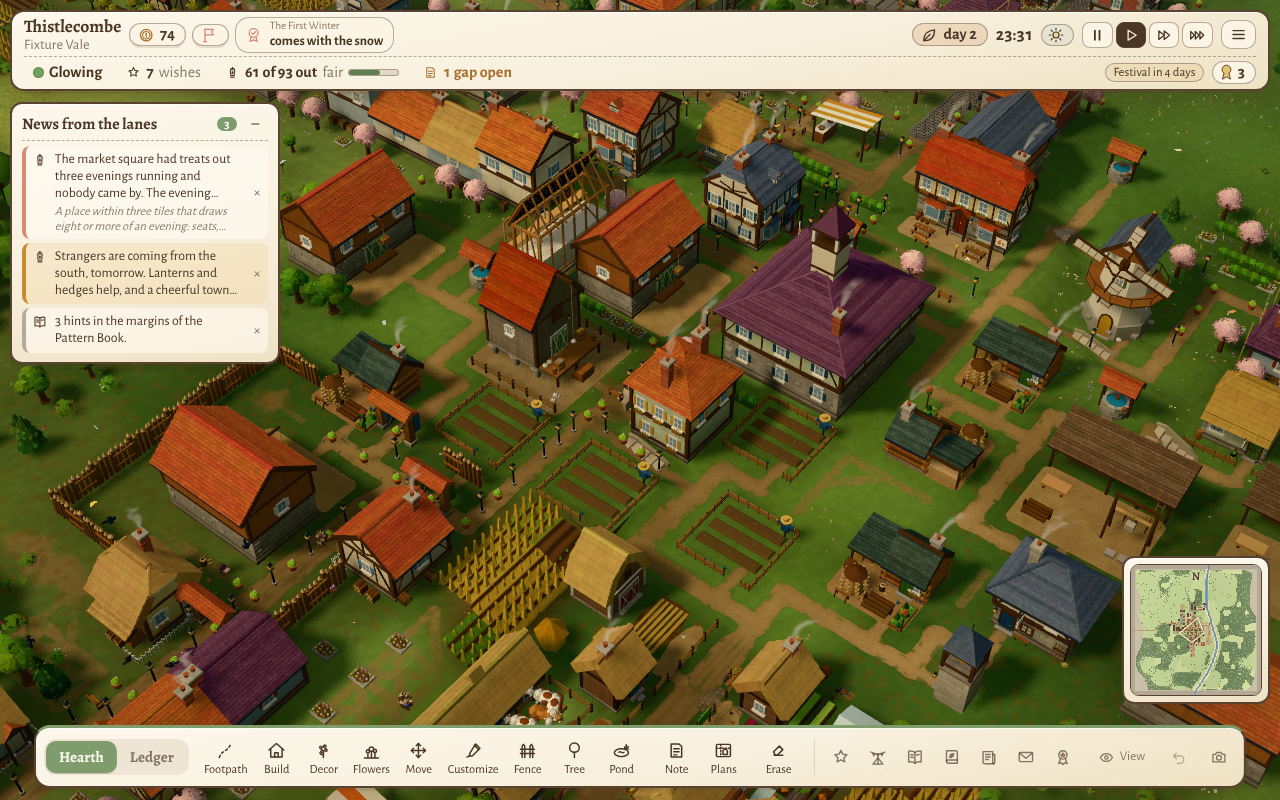 Thistlecombe
Fixture Vale
74
The First Winter
comes with the snow
day 2
23:31
Glowing
7 wishes
61 of 93 out fair
1 gap open
Festival in 4 days
3
News from the lanes
3
The market square had treats out
three evenings running and
nobody came by. The evening…
A place within three tiles that draws
eight or more of an evening: seats,…
Strangers are coming from the
south, tomorrow. Lanterns and
hedges help, and a cheerful town…
3 hints in the margins of the
Pattern Book.
N
Hearth
Ledger
Footpath
Build
Decor
Flowers
Move
Customize
Fence
Tree
Pond
Note
Plans
Erase
View